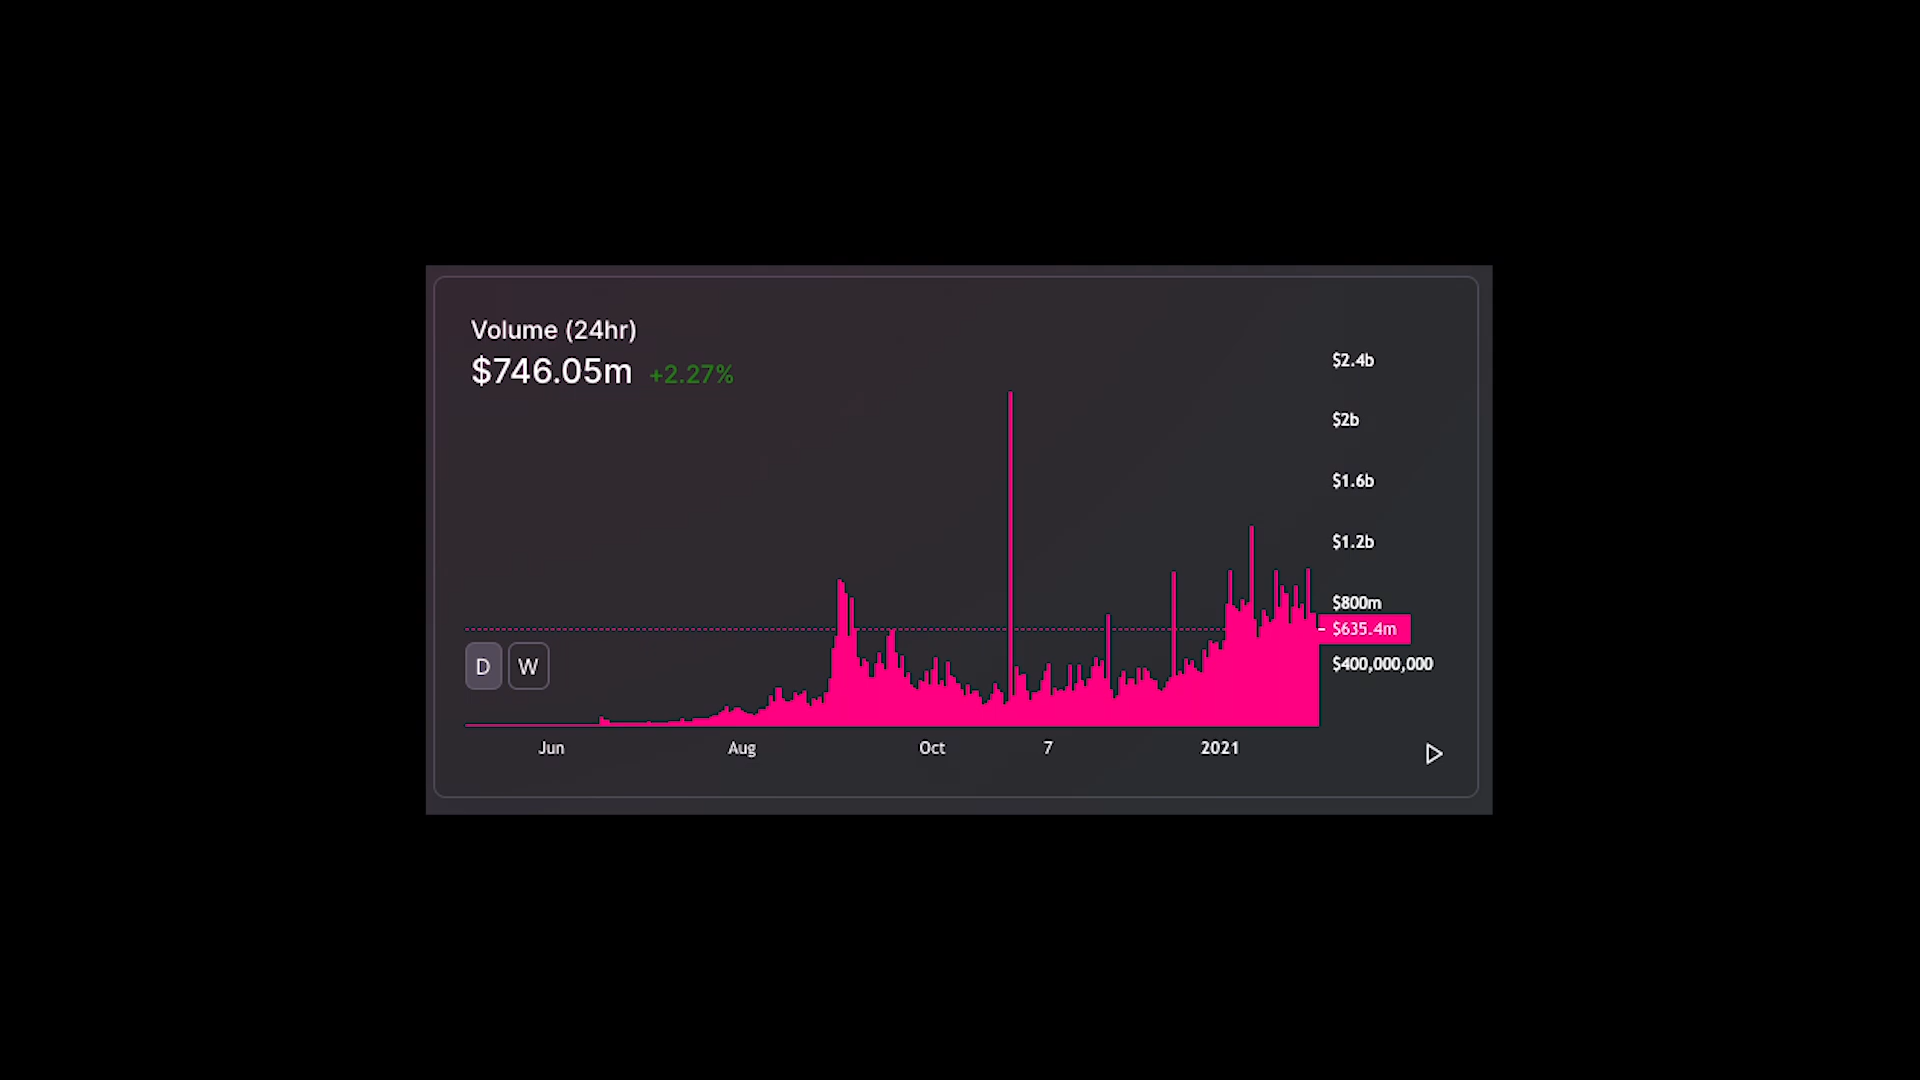 Volume (24hr)
$746.05m +2.27%
$2.4b
$2b
$1.6b
$1.2b
$800m
$635.4m
$400,000,000
D W
Jun Aug Oct 7 2021